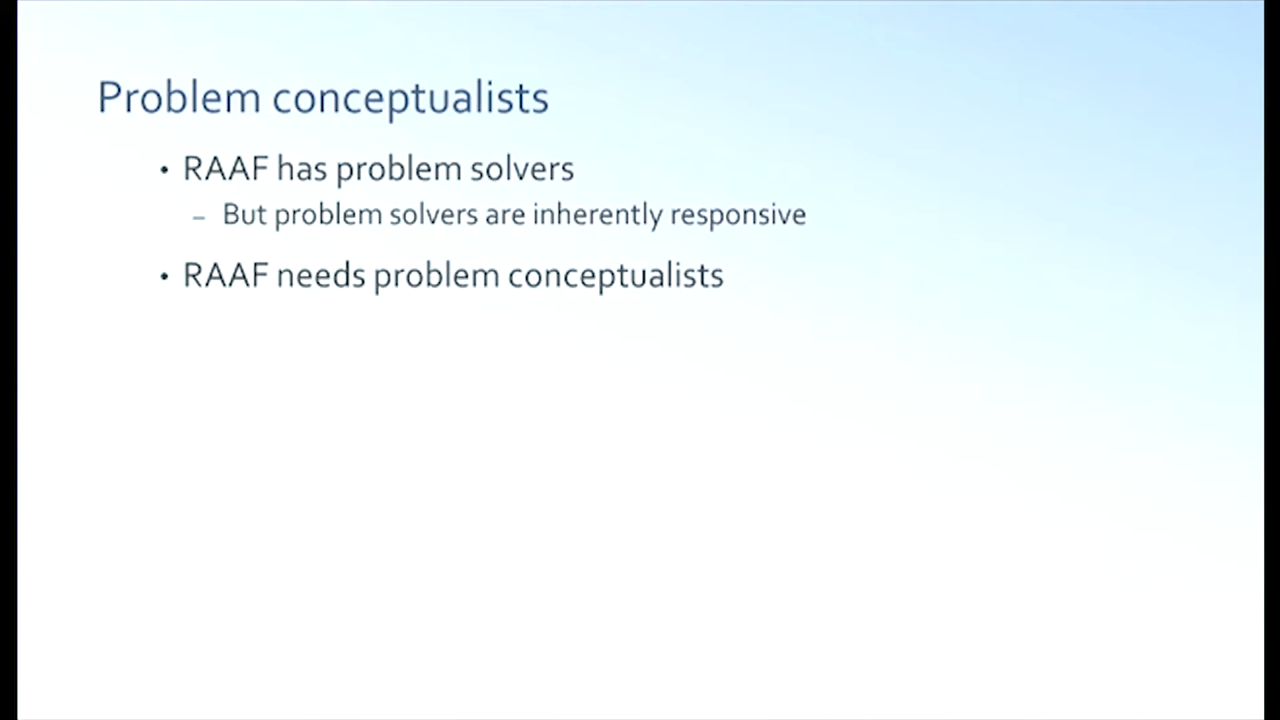 Problem conceptualists
• RAAF has problem solvers
– But problem solvers are inherently responsive
• RAAF needs problem conceptualists